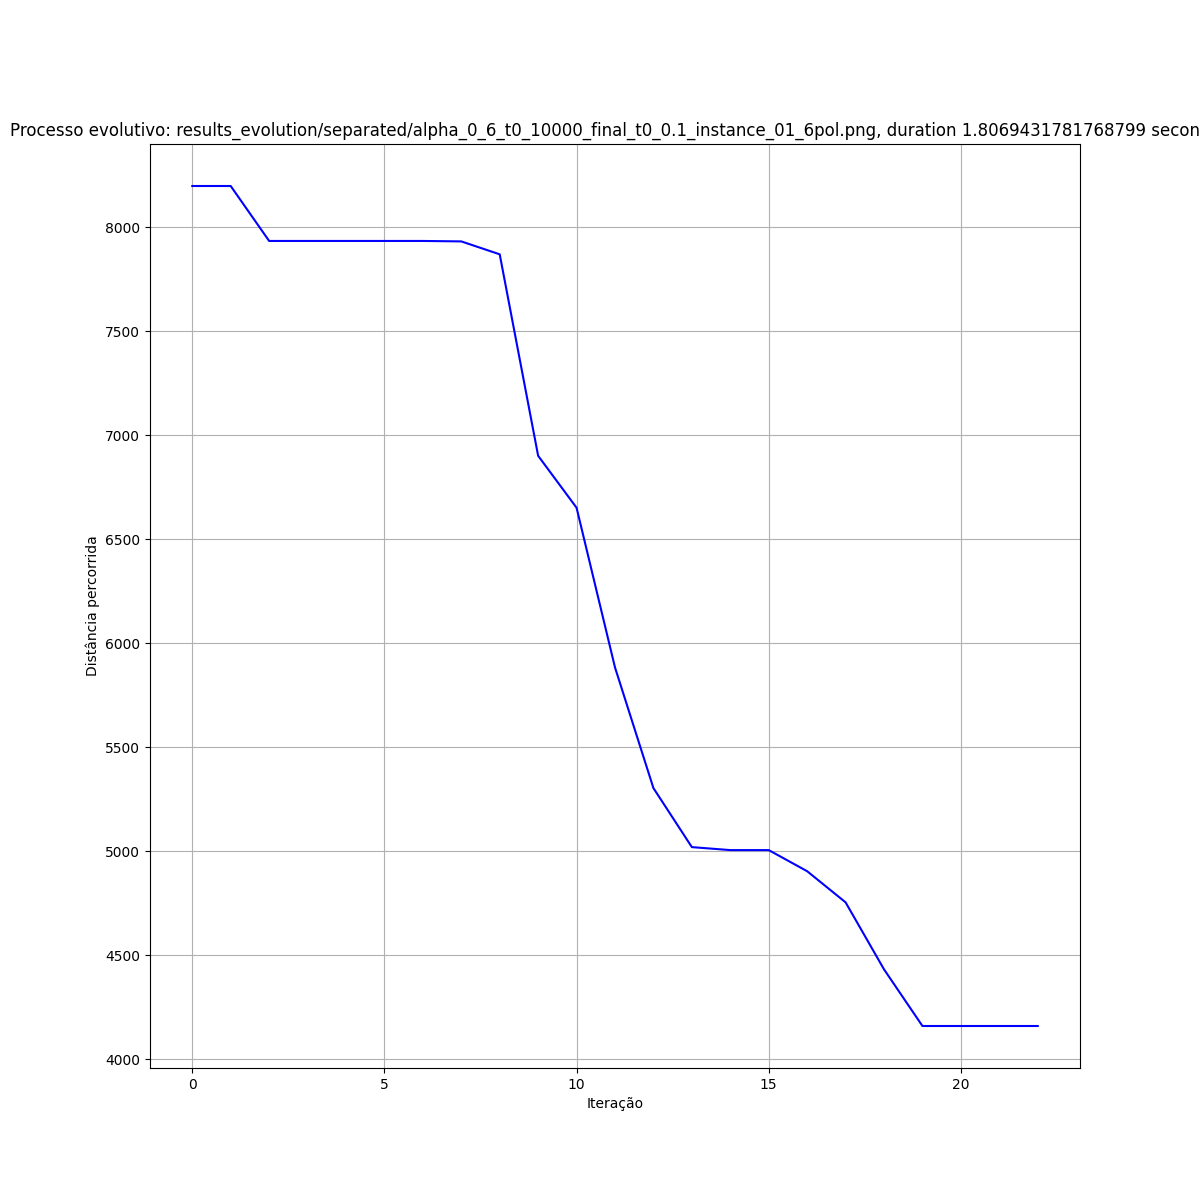 Processo evolutivo: results_evolution/separated/alpha_0_6_t0_10000_final_t0_0.1_instance_01_6pol.png, duration 1.8069431781768799 secon
8000
7500
7000
6500
6000
5500
5000
4500
4000
Distância percorrida
0 5 10 15 20
Iteração